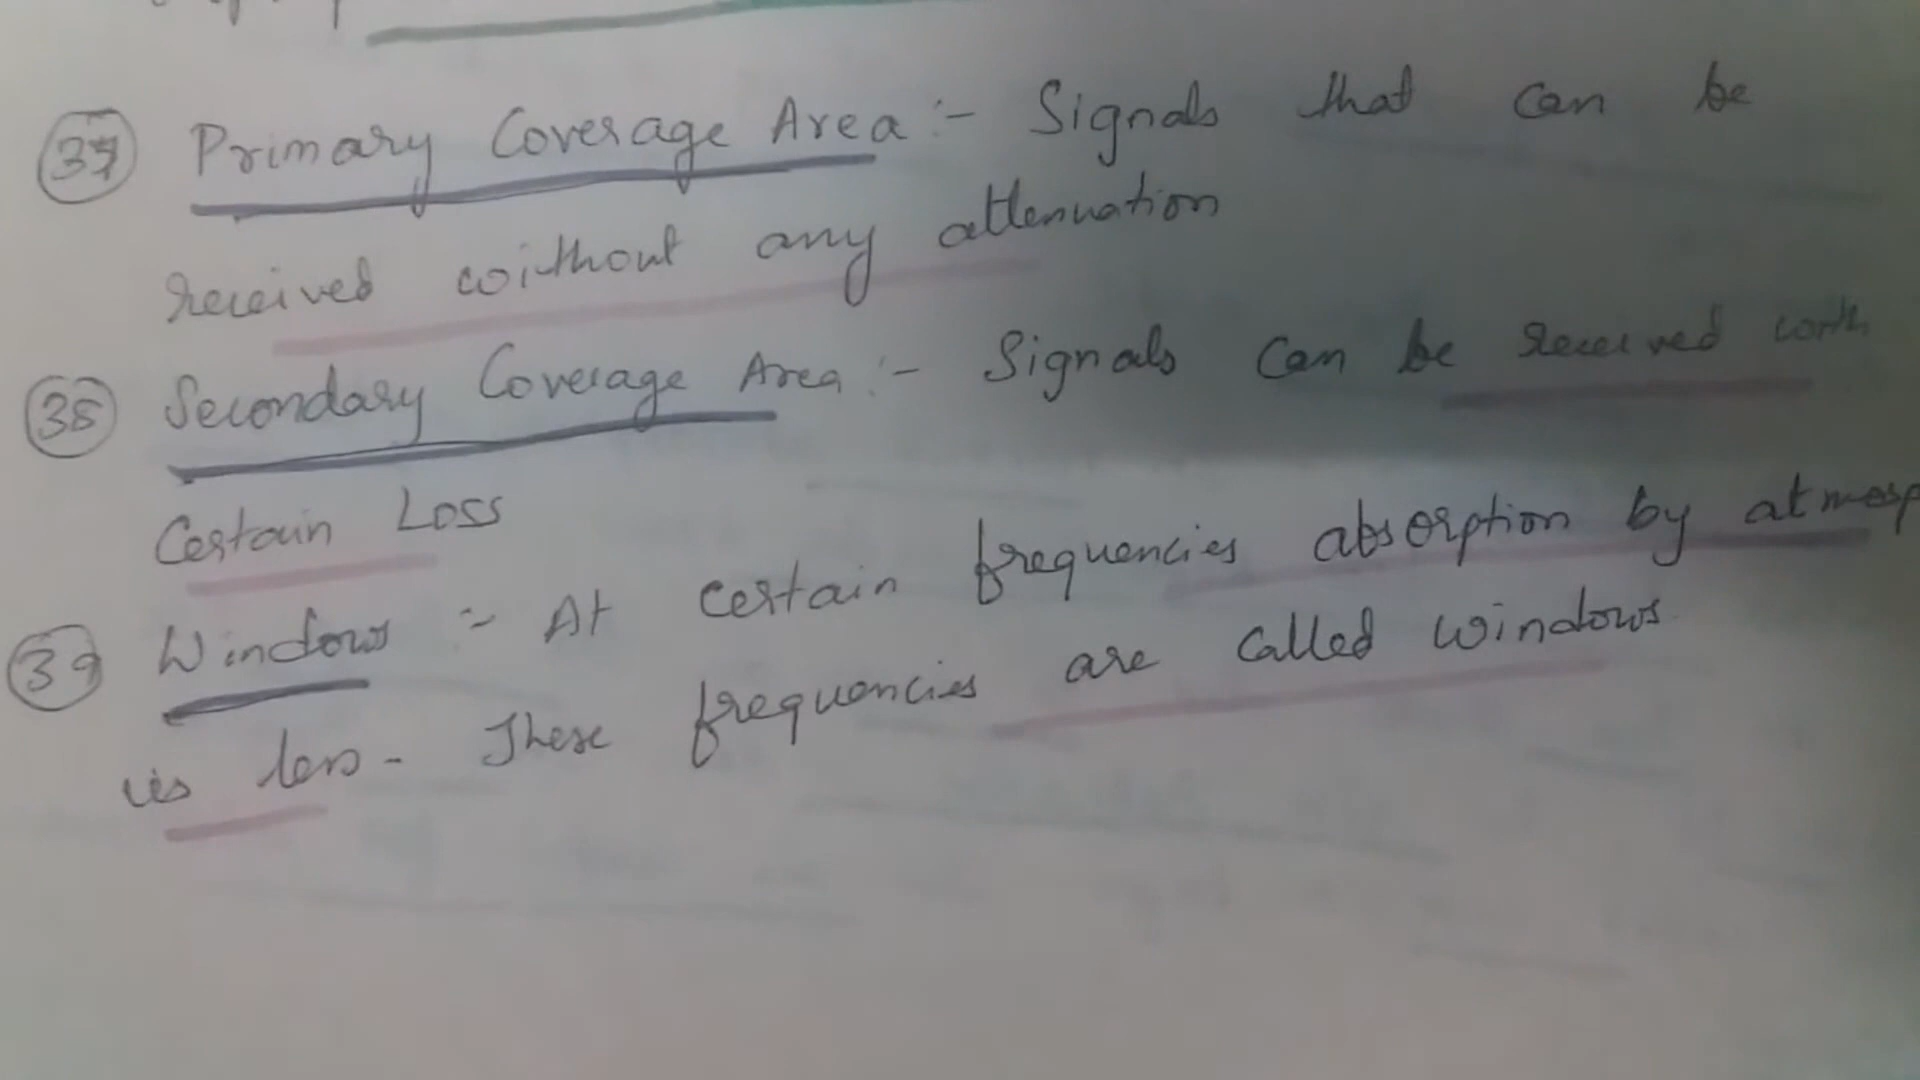 37 Primary Coverage Area :- Signals that can be
received without any attenuation
38 Secondary Coverage Area :- Signals can be received with
Certain Loss
39 Windows :- At certain frequencies absorption by atmosp
is less. These frequencies are called windows